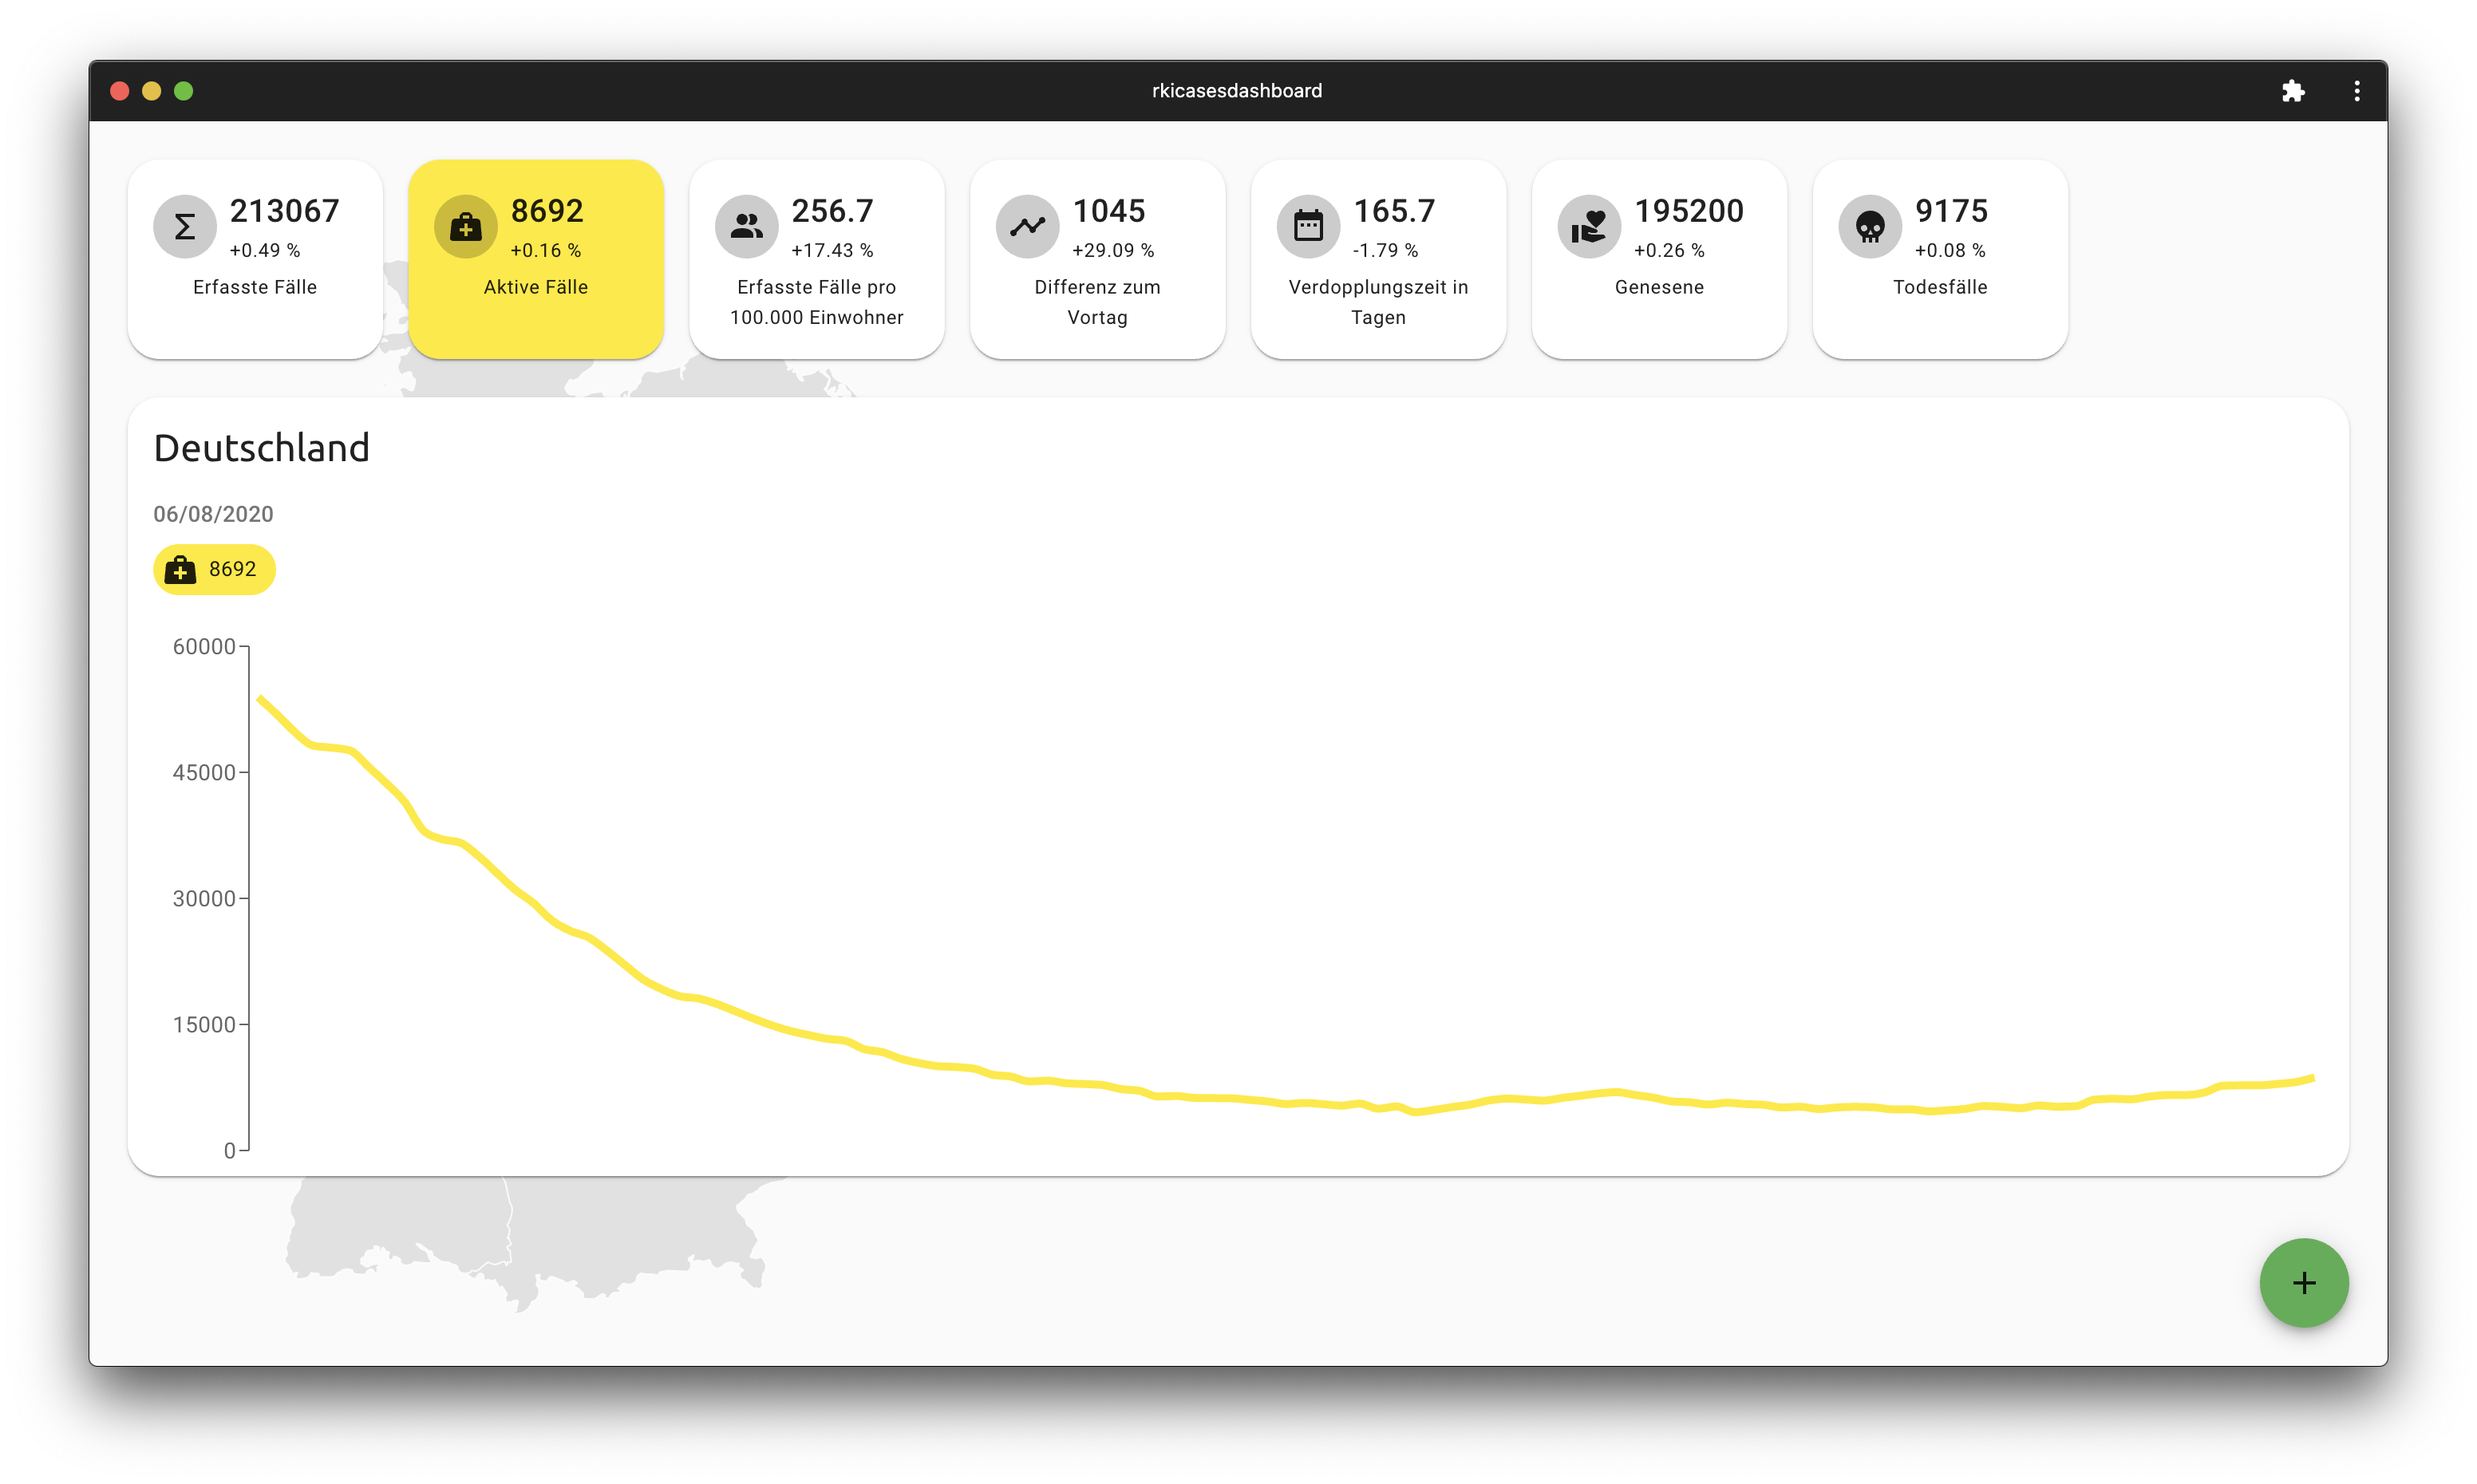 rkicasesdashboard
213067
+0.49 %
Erfasste Fälle
8692
+0.16 %
Aktive Fälle
256.7
+17.43 %
Erfasste Fälle pro
100.000 Einwohner
1045
+29.09 %
Differenz zum
Vortag
165.7
-1.79 %
Verdopplungszeit in
Tagen
195200
+0.26 %
Genesene
9175
+0.08 %
Todesfälle
Deutschland
06/08/2020
8692
60000
45000
30000
15000
0